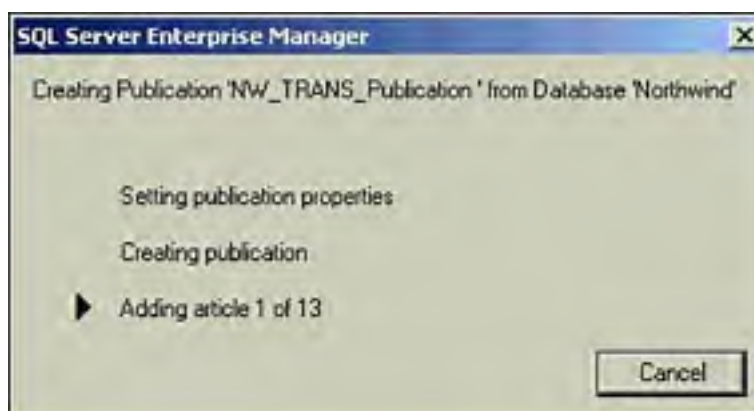 SQL Server Enterprise Manager
Creating Publication 'NW_TRANS_Publication ' from Database 'Northwind'
Setting publication properties
Creating publication
Adding article 1 of 13
Cancel